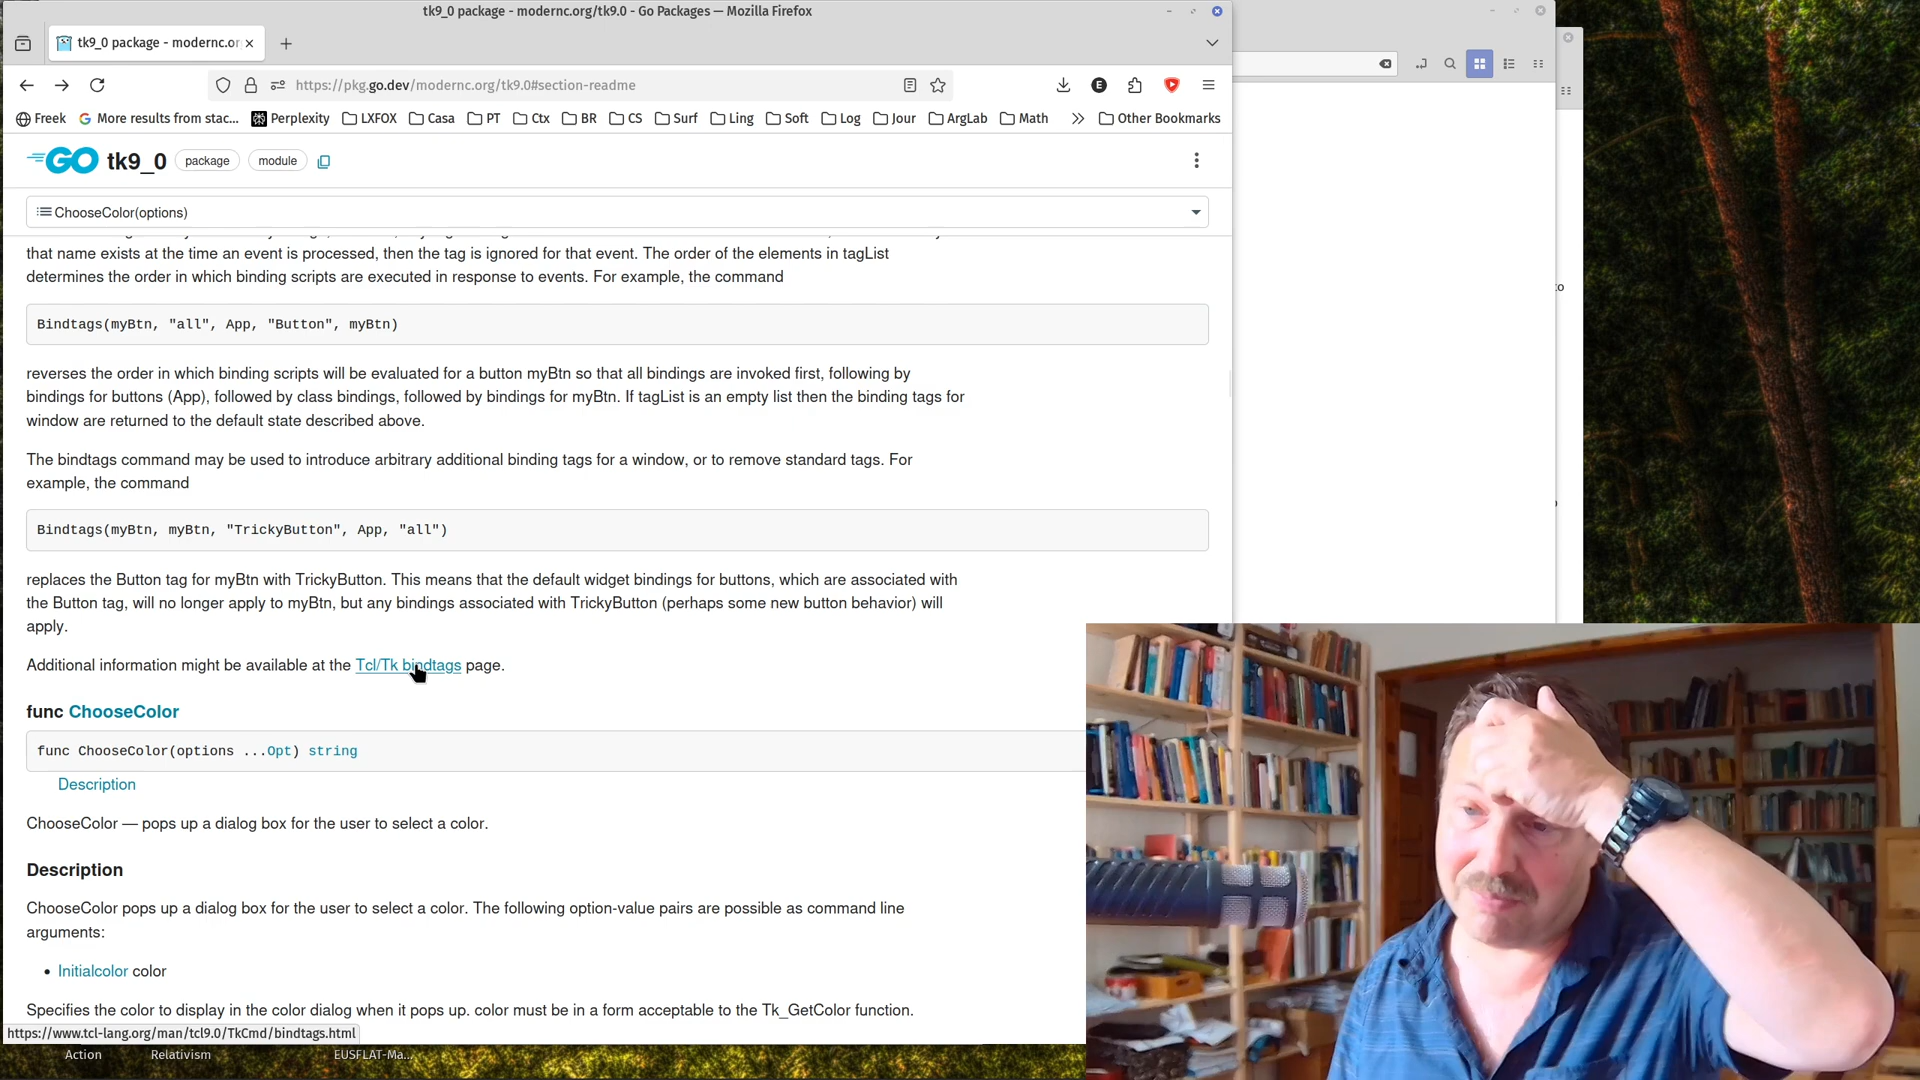 tk9_0 package - modernc.org/tk9.0 - Go Packages — Mozilla Firefox
tk9_0 package - modernc.or
https://pkg.go.dev/modernc.org/tk9.0#section-readme
Freek
More results from stac...
Perplexity
LXFOX
Casa
PT
Ctx
BR
CS
Surf
Ling
Soft
Log
Jour
ArgLab
Math
Other Bookmarks
GO tk9_0 package module
ChooseColor(options)
that name exists at the time an event is processed, then the tag is ignored for that event. The order of the elements in tagList
determines the order in which binding scripts are executed in response to events. For example, the command
Bindtags(myBtn, "all", App, "Button", myBtn)
reverses the order in which binding scripts will be evaluated for a button myBtn so that all bindings are invoked first, following by
bindings for buttons (App), followed by class bindings, followed by bindings for myBtn. If tagList is an empty list then the binding tags for
window are returned to the default state described above.
The bindtags command may be used to introduce arbitrary additional binding tags for a window, or to remove standard tags. For
example, the command
Bindtags(myBtn, myBtn, "TrickyButton", App, "all")
replaces the Button tag for myBtn with TrickyButton. This means that the default widget bindings for buttons, which are associated with
the Button tag, will no longer apply to myBtn, but any bindings associated with TrickyButton (perhaps some new button behavior) will
apply.
Additional information might be available at the Tcl/Tk bindtags page.
func ChooseColor
func ChooseColor(options ...Opt) string
Description
ChooseColor — pops up a dialog box for the user to select a color.
Description
ChooseColor pops up a dialog box for the user to select a color. The following option-value pairs are possible as command line
arguments:
• Initialcolor color
Specifies the color to display in the color dialog when it pops up. color must be in a form acceptable to the Tk_GetColor function.
https://www.tcl-lang.org/man/tcl9.0/TkCmd/bindtags.html
Action
Relativism
EUSFLAT-Ma...